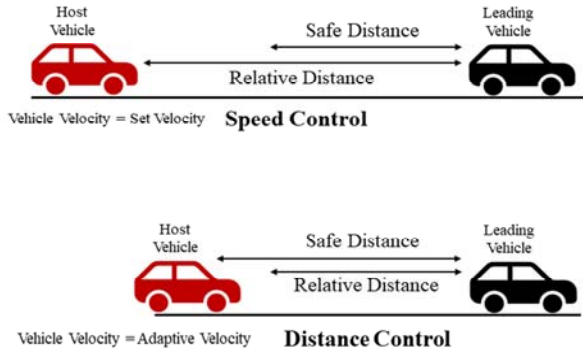 Host
Vehicle
Leading
Vehicle
Safe Distance
Relative Distance
Vehicle Velocity = Set Velocity
Speed Control
Host
Vehicle
Leading
Vehicle
Safe Distance
Relative Distance
Vehicle Velocity = Adaptive Velocity
Distance Control